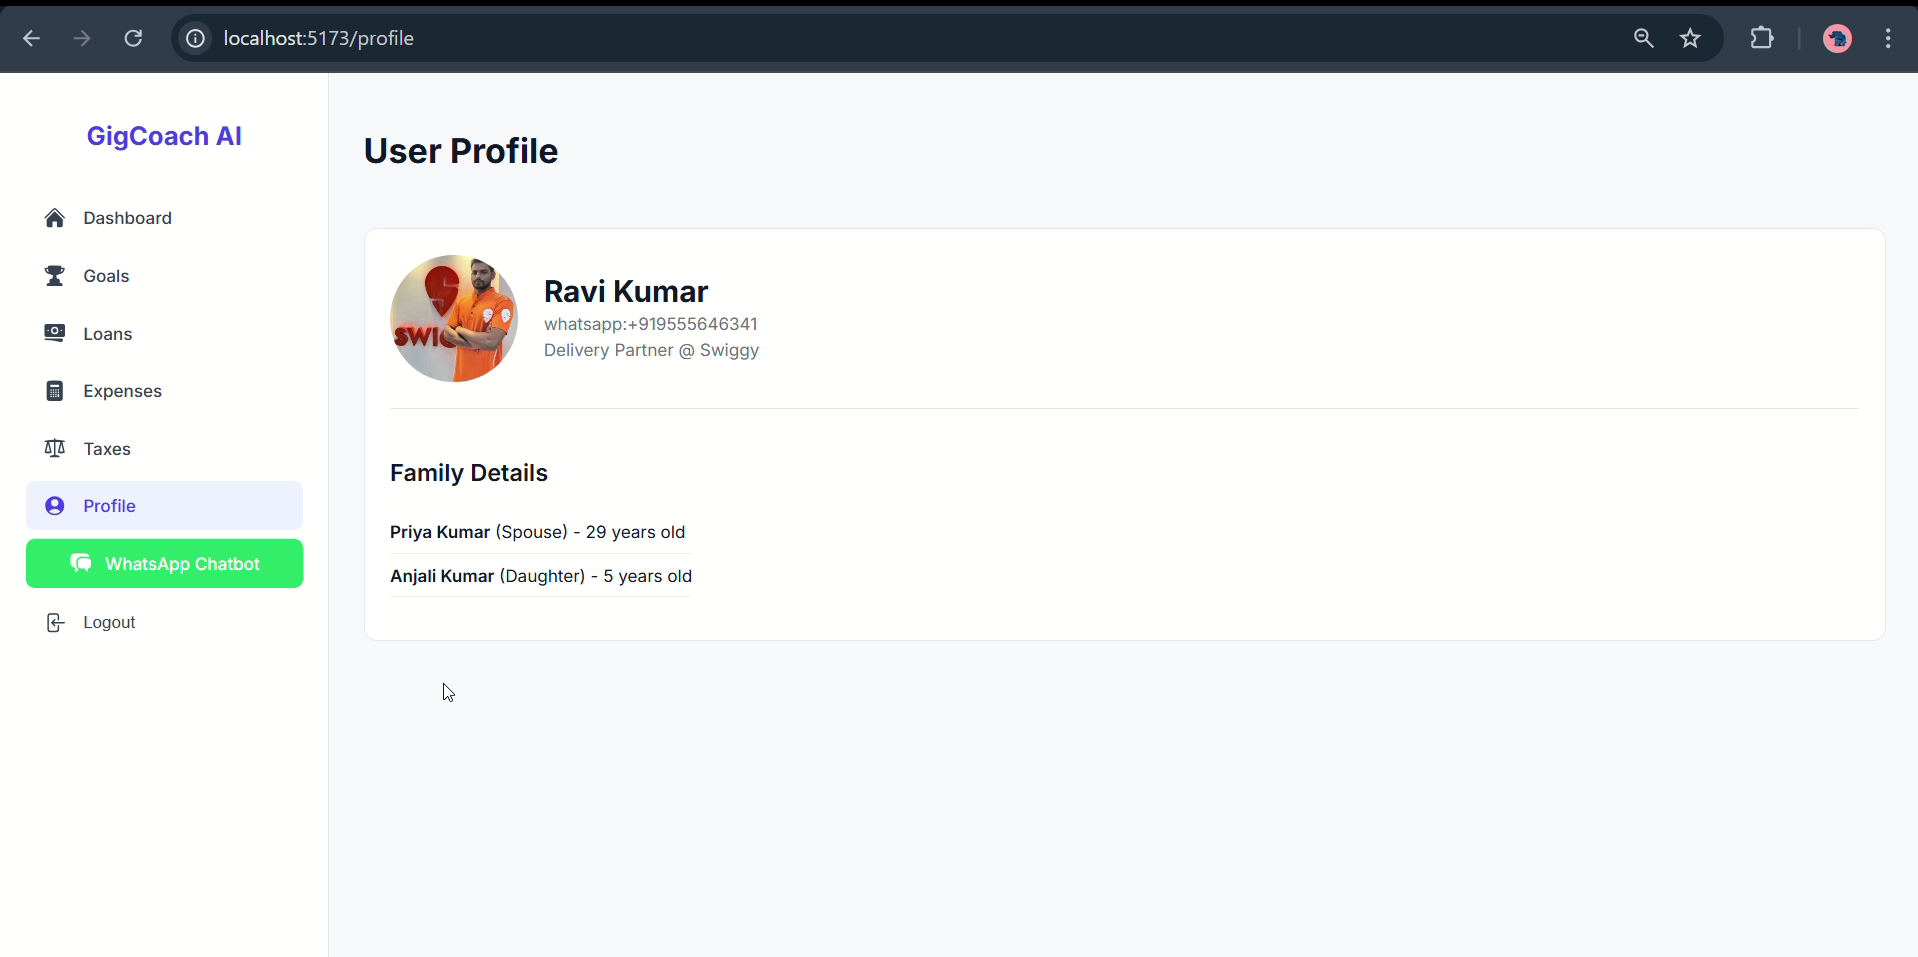 localhost:5173/profile
GigCoach AI
Dashboard
Goals
Loans
Expenses
Taxes
Profile
WhatsApp Chatbot
Logout
User Profile
SWIG
Ravi Kumar
whatsapp:+919555646341
Delivery Partner @ Swiggy
Family Details
Priya Kumar (Spouse) - 29 years old
Anjali Kumar (Daughter) - 5 years old